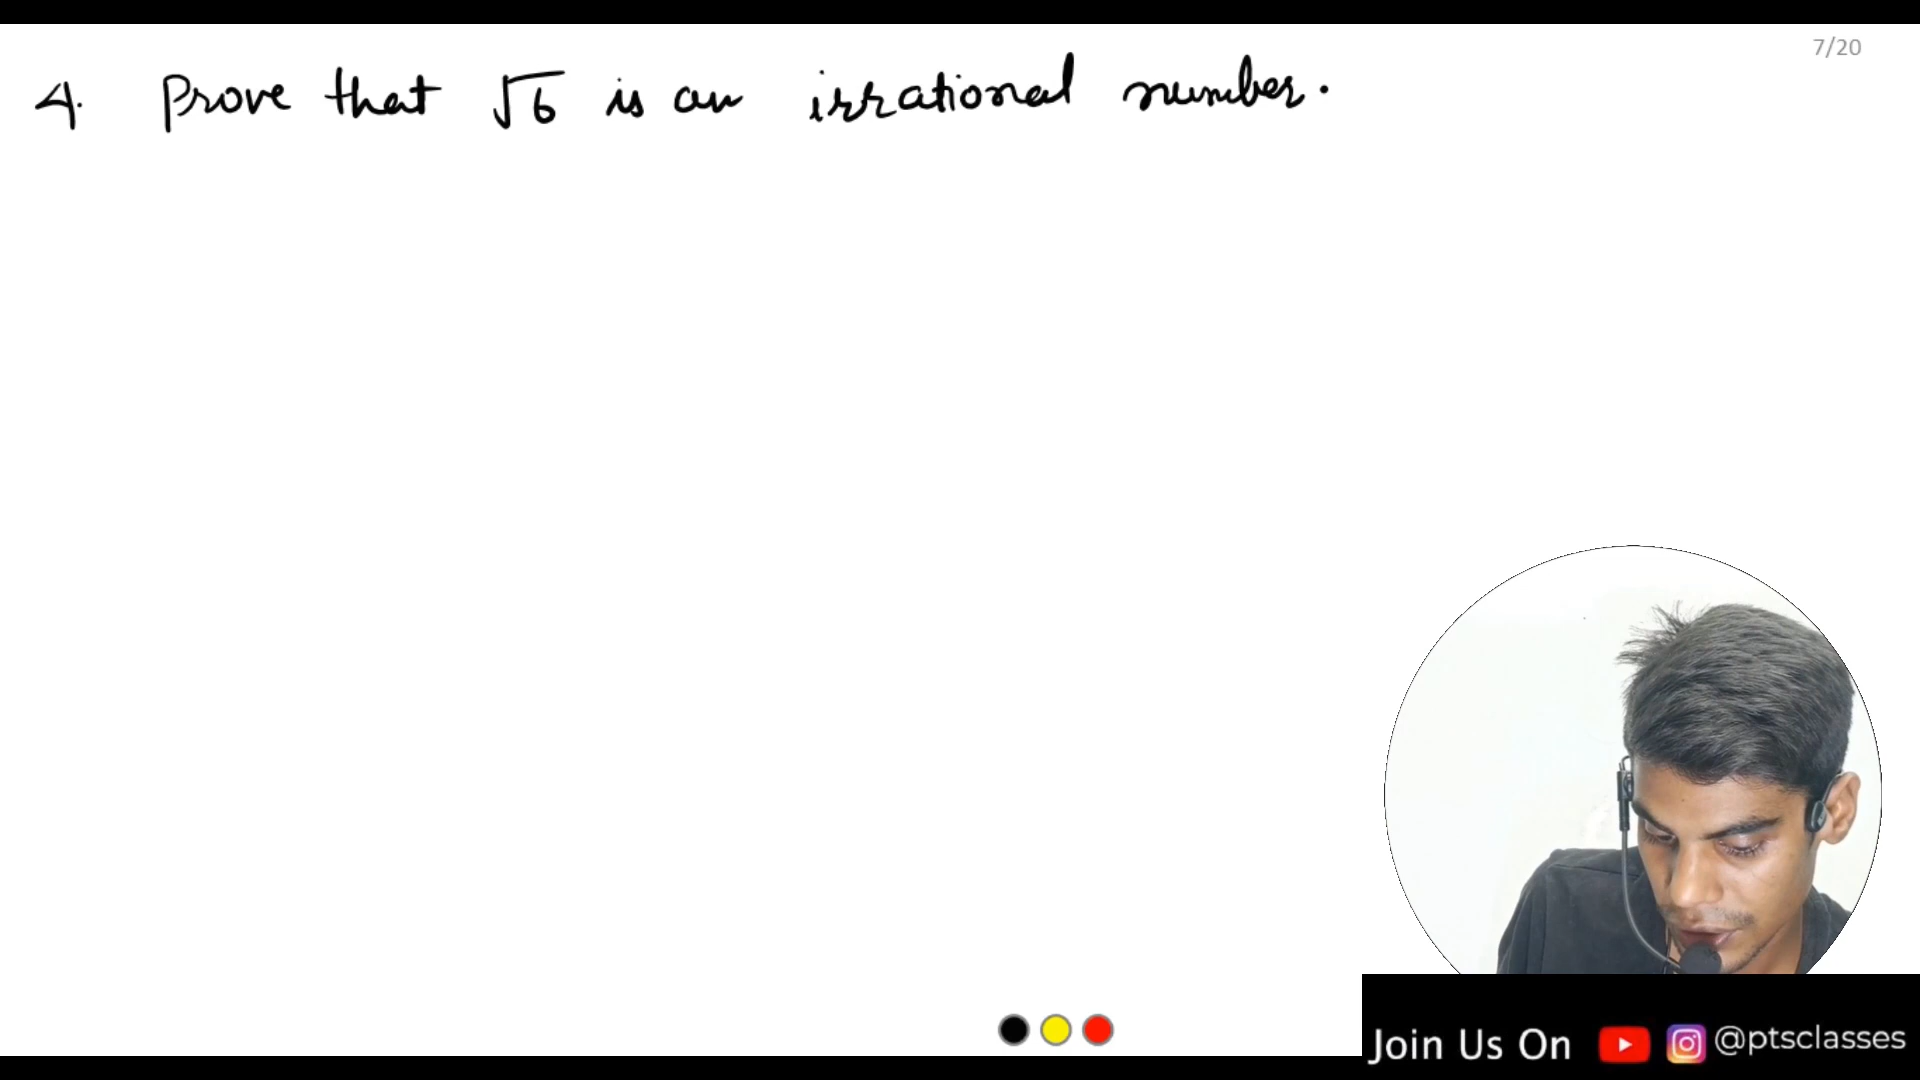 7/20
4. Prove that √6 is an irrational number.
Join Us On @ptsclasses